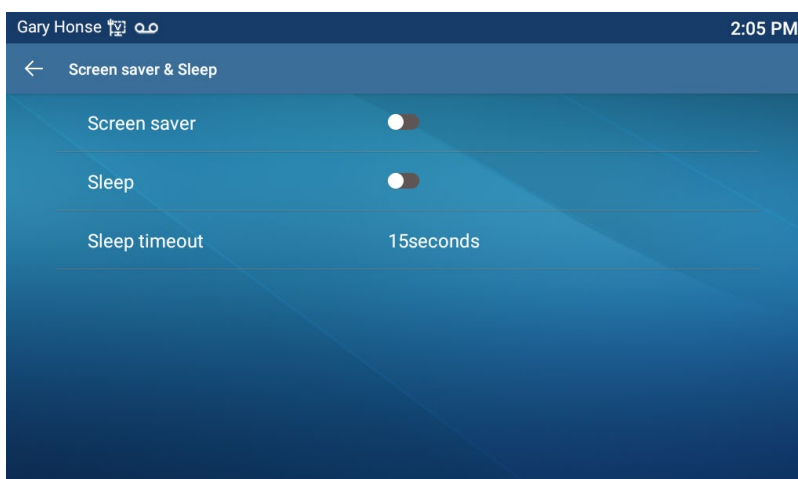 Gary Honse
2:05 PM
Screen saver & Sleep
Screen saver
Sleep
Sleep timeout 15seconds